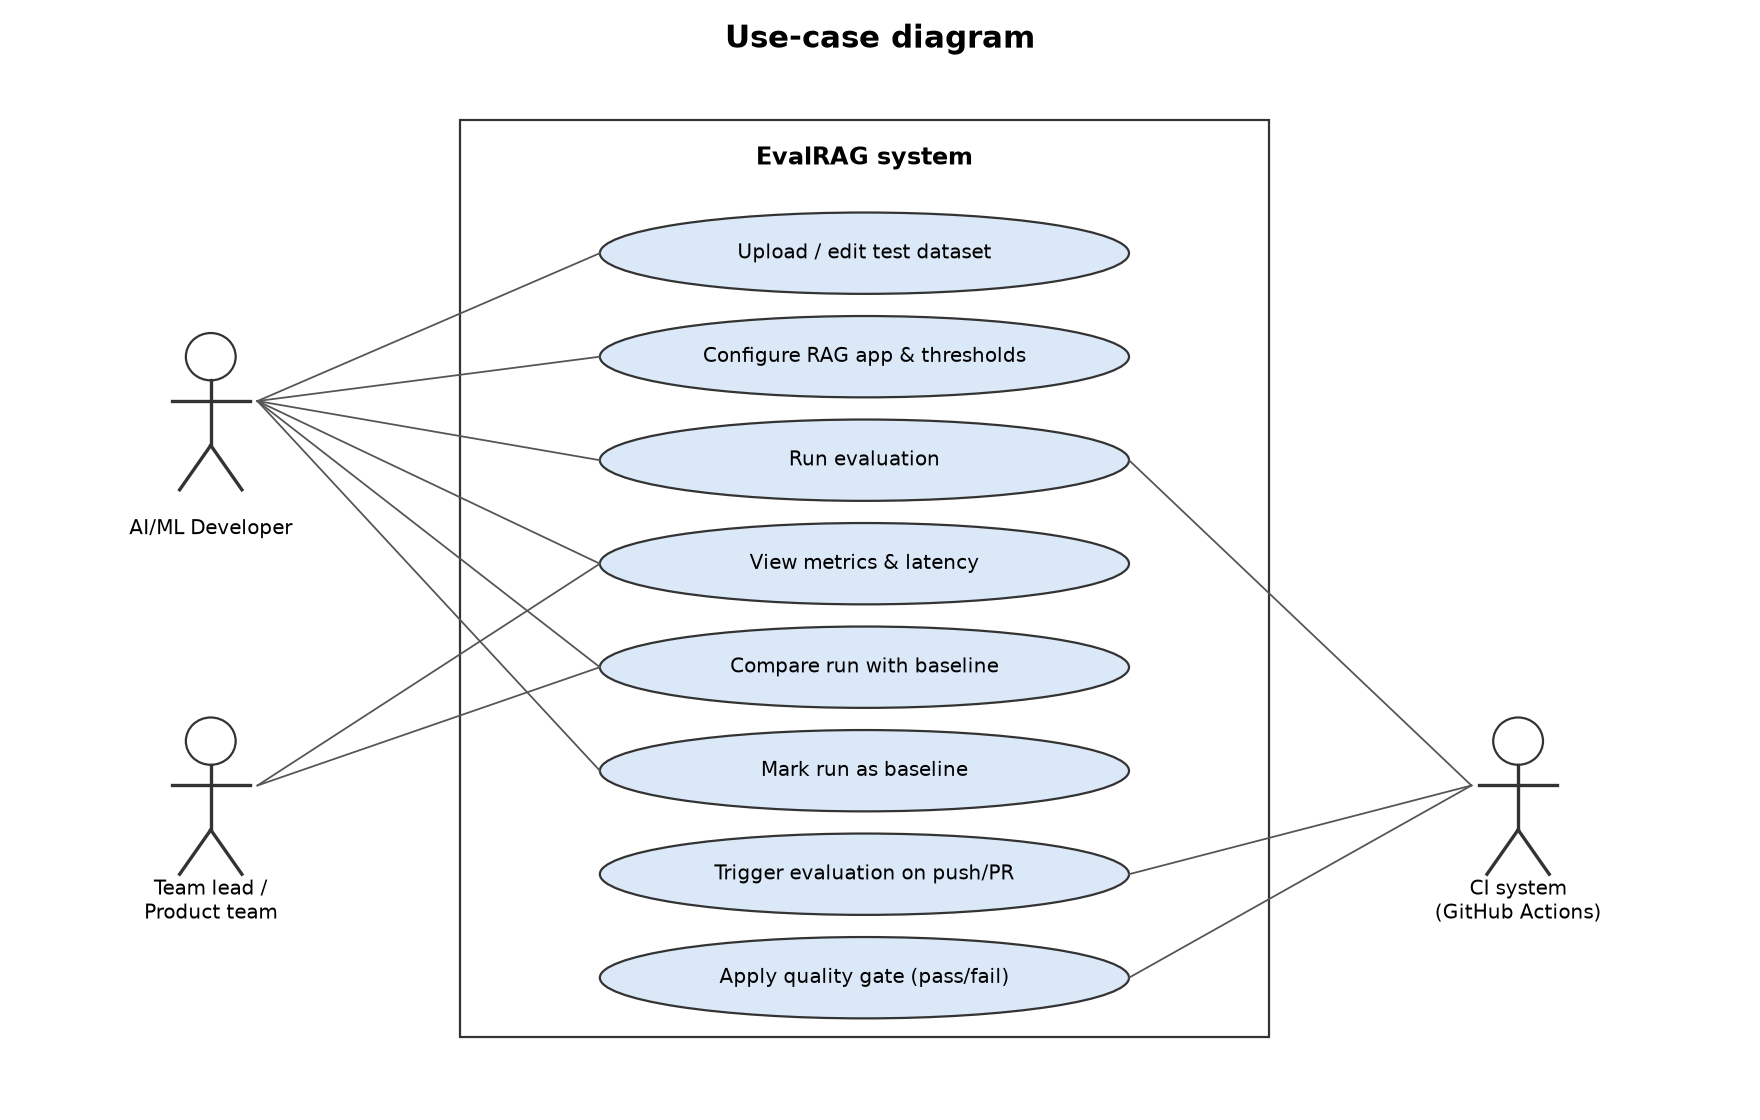 Use-case diagram
EvalRAG system
Upload / edit test dataset
Configure RAG app & thresholds
Run evaluation
AI/ML Developer
View metrics & latency
Compare run with baseline
Mark run as baseline
Trigger evaluation on push/PR
Team lead /
Product team
CI system
(GitHub Actions)
Apply quality gate (pass/fail)